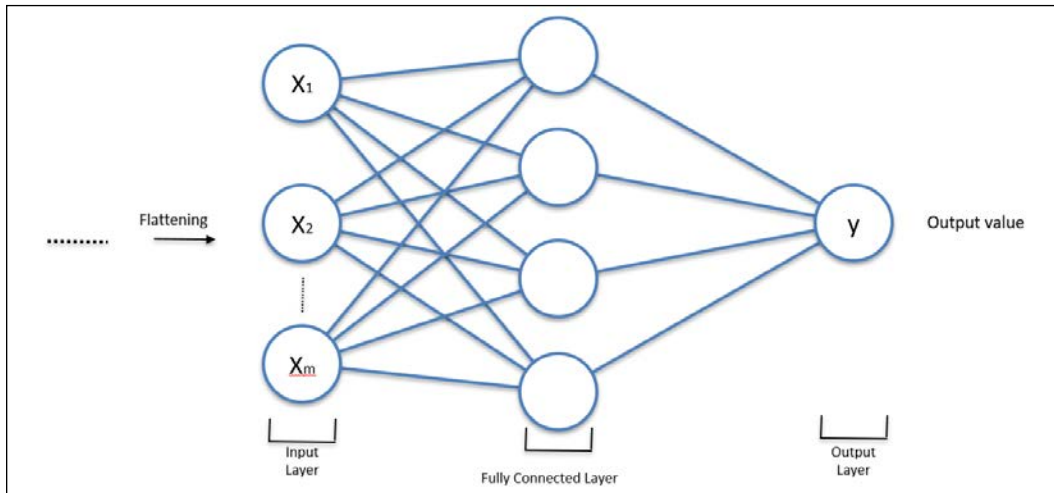 X1
Flattening
X2
y
Output value
Xm
Input
Layer
Fully Connected Layer
Output
Layer